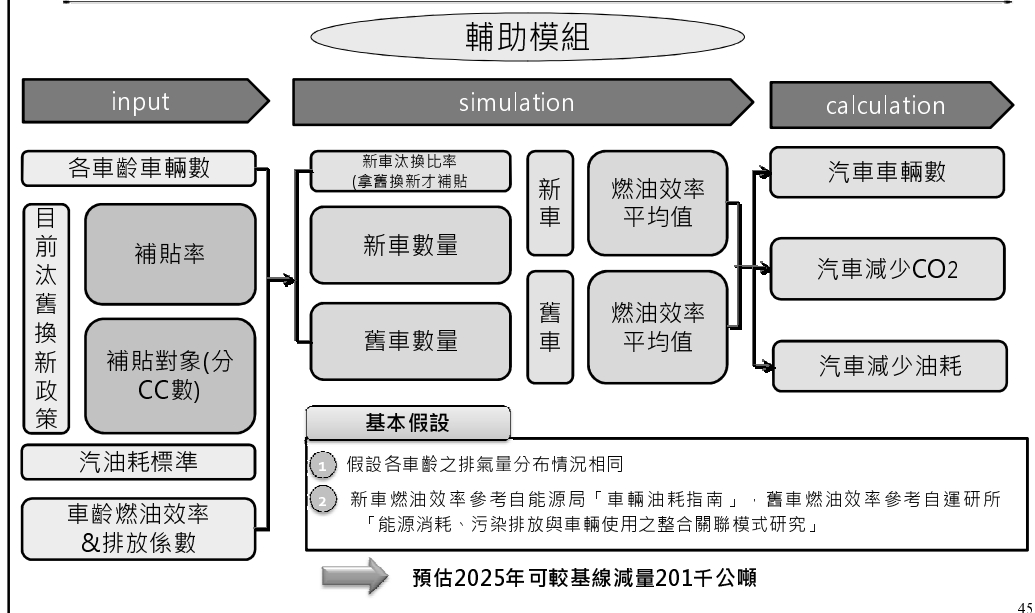 輔助模組
input
simulation
calculation
各車齡車輛數
目前汰舊換新政策
補貼率
補貼對象(分
CC數)
汽油耗標準
車齡燃油效率
&排放係數
新車汰換比率
(拿舊換新才補貼
新車數量
舊車數量
新車
燃油效率
平均值
舊車
燃油效率
平均值
汽車車輛數
汽車減少CO2
汽車減少油耗
基本假設
1 假設各車齡之排氣量分布情況相同
2 新車燃油效率參考自能源局「車輛油耗指南」，舊車燃油效率參考自運研所
「能源消耗、污染排放與車輛使用之整合關聯模式研究」
預估2025年可較基線減量201千公噸
45